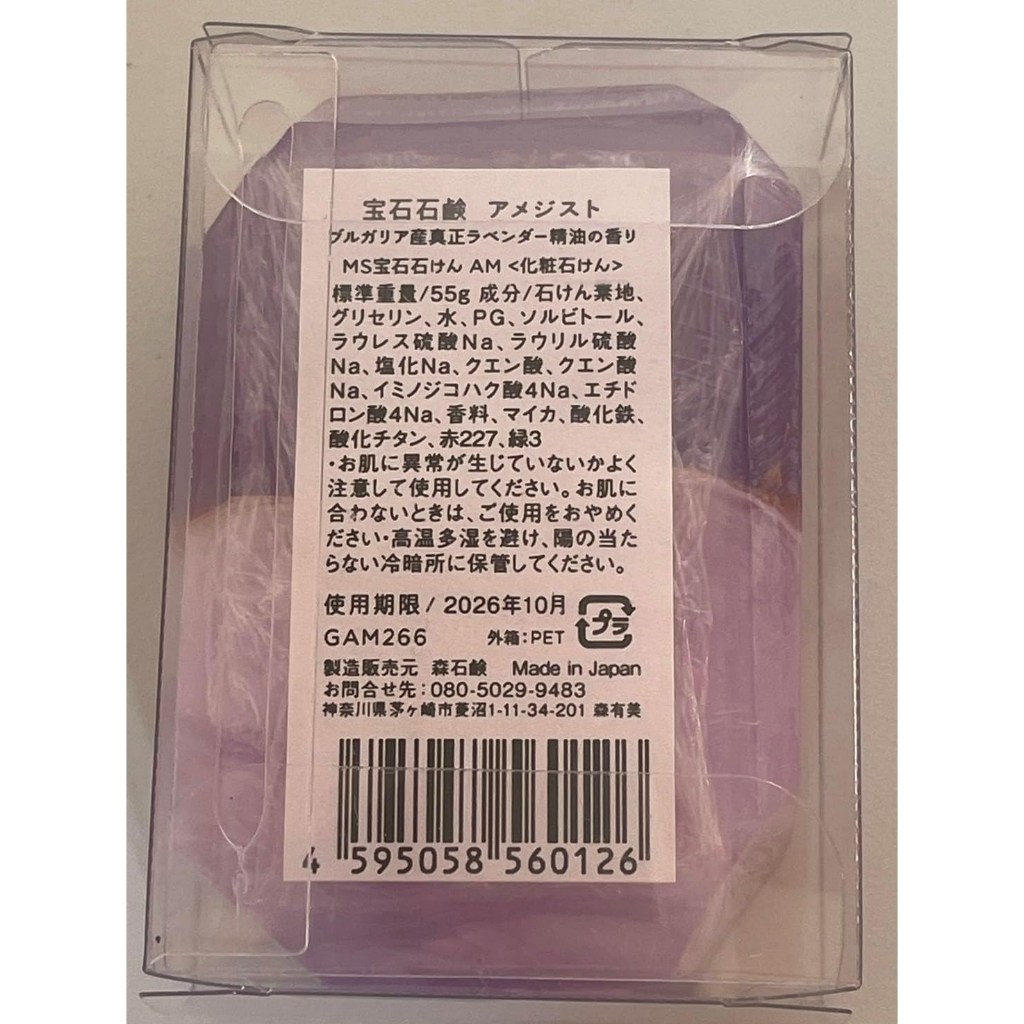 宝石石鹸 アメジスト
ブルガリア産真正ラベンダー精油の香り
MS宝石石けん AM <化粧石けん>
標準重量/55g 成分/石けん素地、
グリセリン、水、PG、ソルビトール、
ラウレス硫酸Na、ラウリル硫酸
Na、塩化Na、クエン酸、クエン酸
Na、イミノジコハク酸4Na、エチド
ロン酸4Na、香料、マイカ、酸化鉄、
酸化チタン、赤227、緑3
・お肌に異常が生じていないかよく
注意して使用してください。お肌に
合わないときは、ご使用をおやめく
ださい・高温多湿を避け、陽の当た
らない冷暗所に保管してください。
使用期限/ 2026年10月
プラ
GAM266 外箱:PET
製造販売元 森石鹸 Made in Japan
お問合せ先:080-5029-9483
神奈川県茅ヶ崎市菱沼1-11-34-201 森有美
4 595058 560126